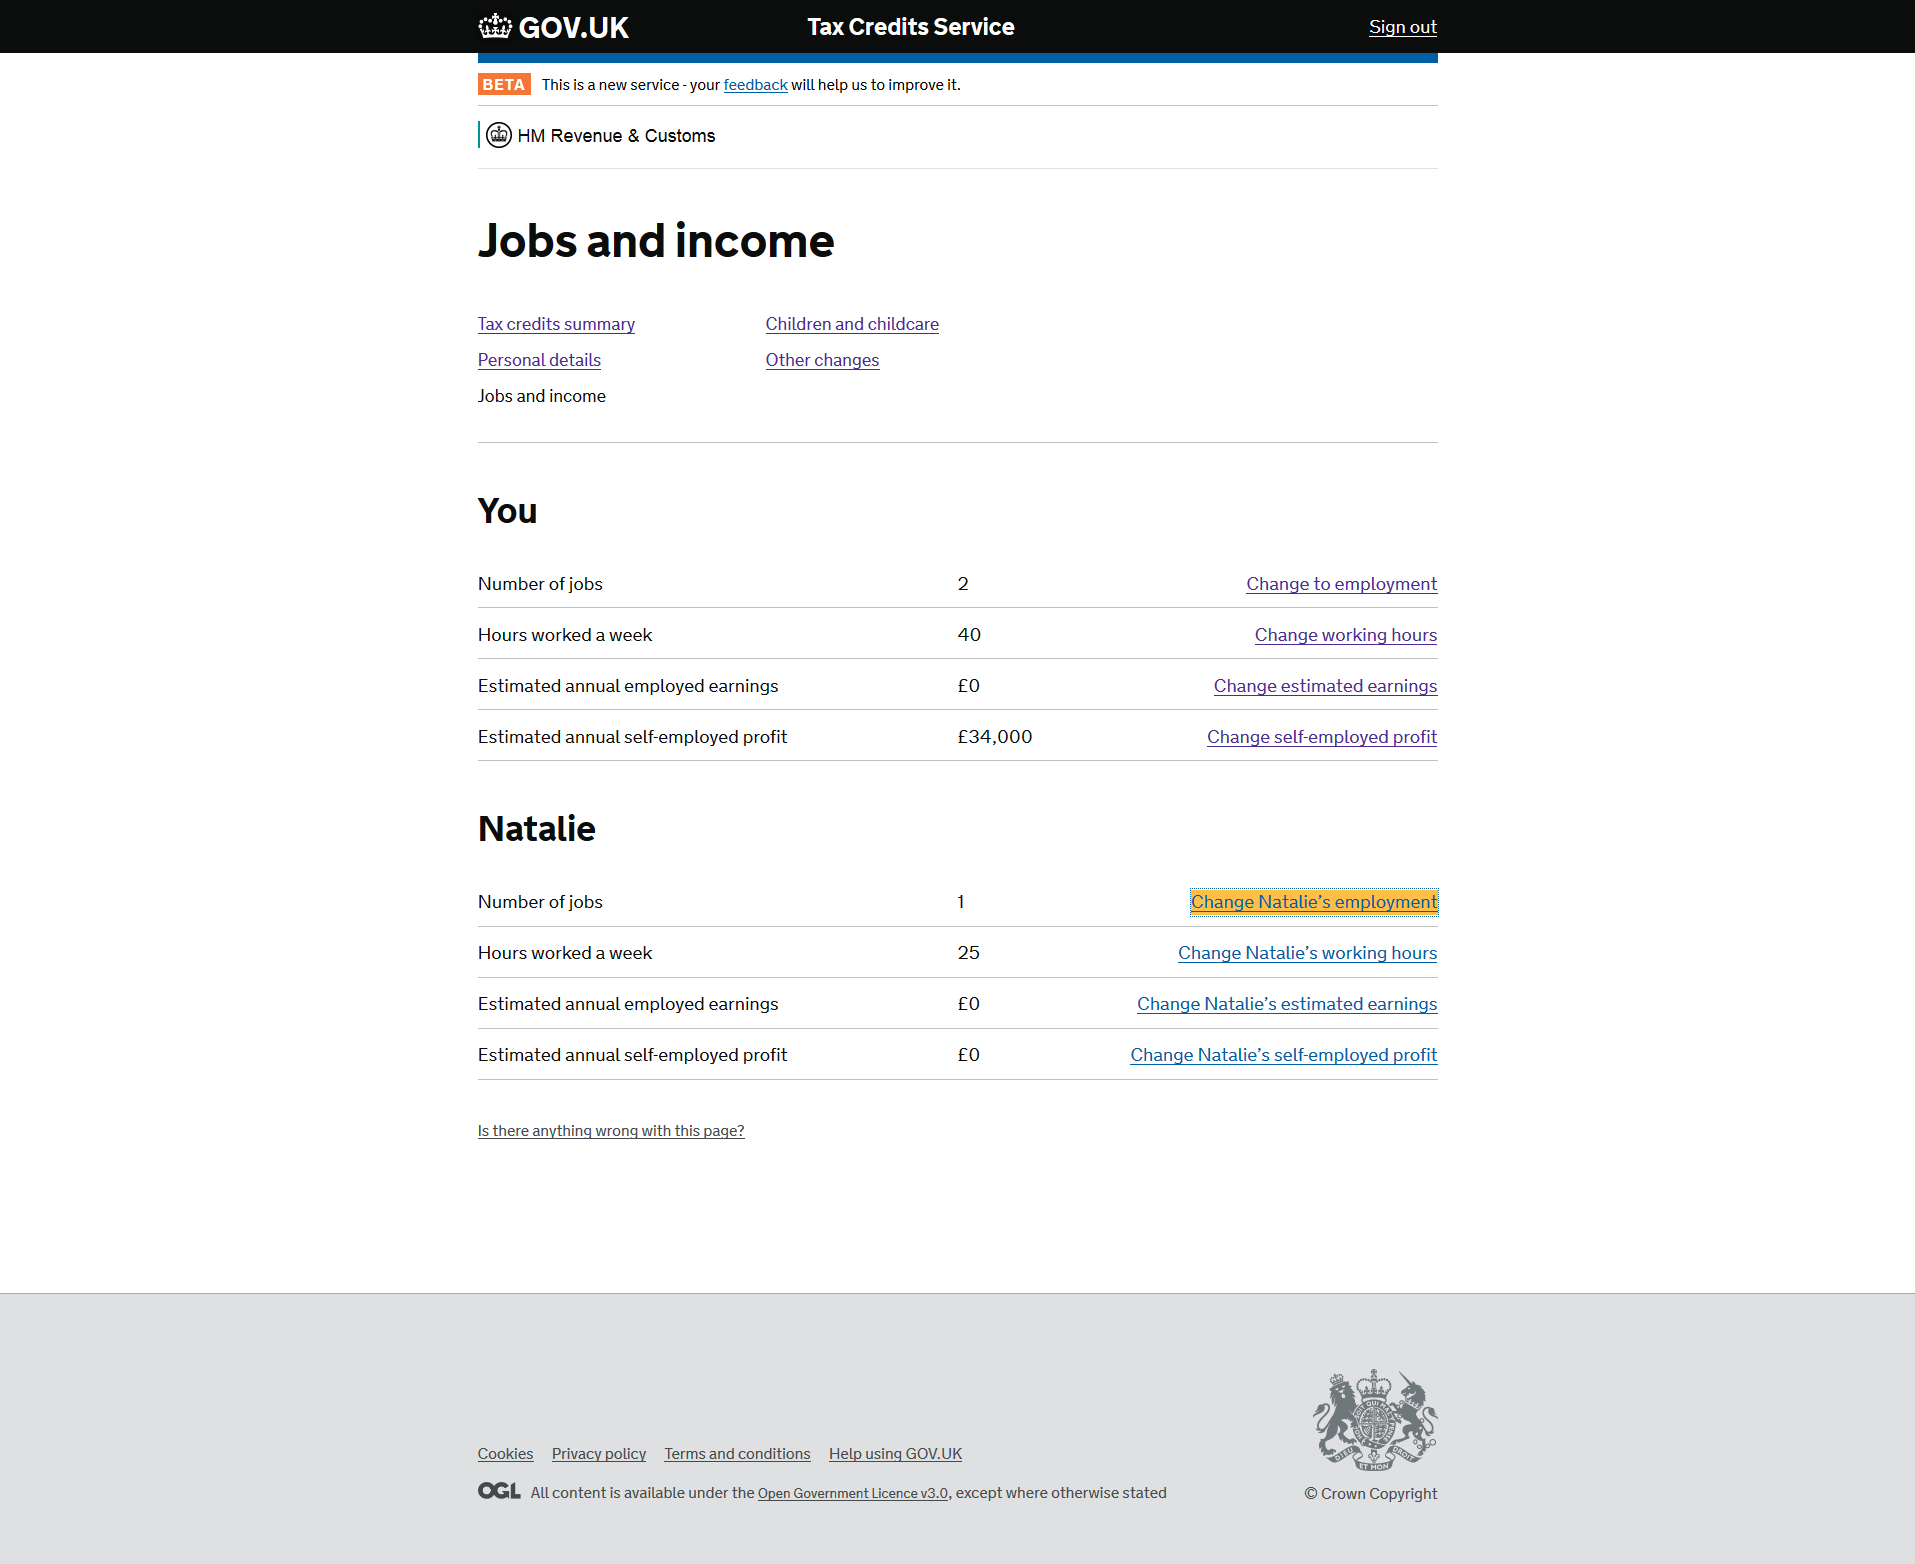 GOV.UK Tax Credits Service Sign out
BETA This is a new service - your feedback will help us to improve it.
HM Revenue & Customs
Jobs and income
Tax credits summary Children and childcare
Personal details Other changes
Jobs and income
You
Number of jobs 2 Change to employment
Hours worked a week 40 Change working hours
Estimated annual employed earnings £0 Change estimated earnings
Estimated annual self-employed profit £34,000 Change self-employed profit
Natalie
Number of jobs 1 Change Natalie’s employment
Hours worked a week 25 Change Natalie’s working hours
Estimated annual employed earnings £0 Change Natalie’s estimated earnings
Estimated annual self-employed profit £0 Change Natalie’s self-employed profit
Is there anything wrong with this page?
Cookies Privacy policy Terms and conditions Help using GOV.UK
OGL All content is available under the Open Government Licence v3.0, except where otherwise stated
© Crown Copyright